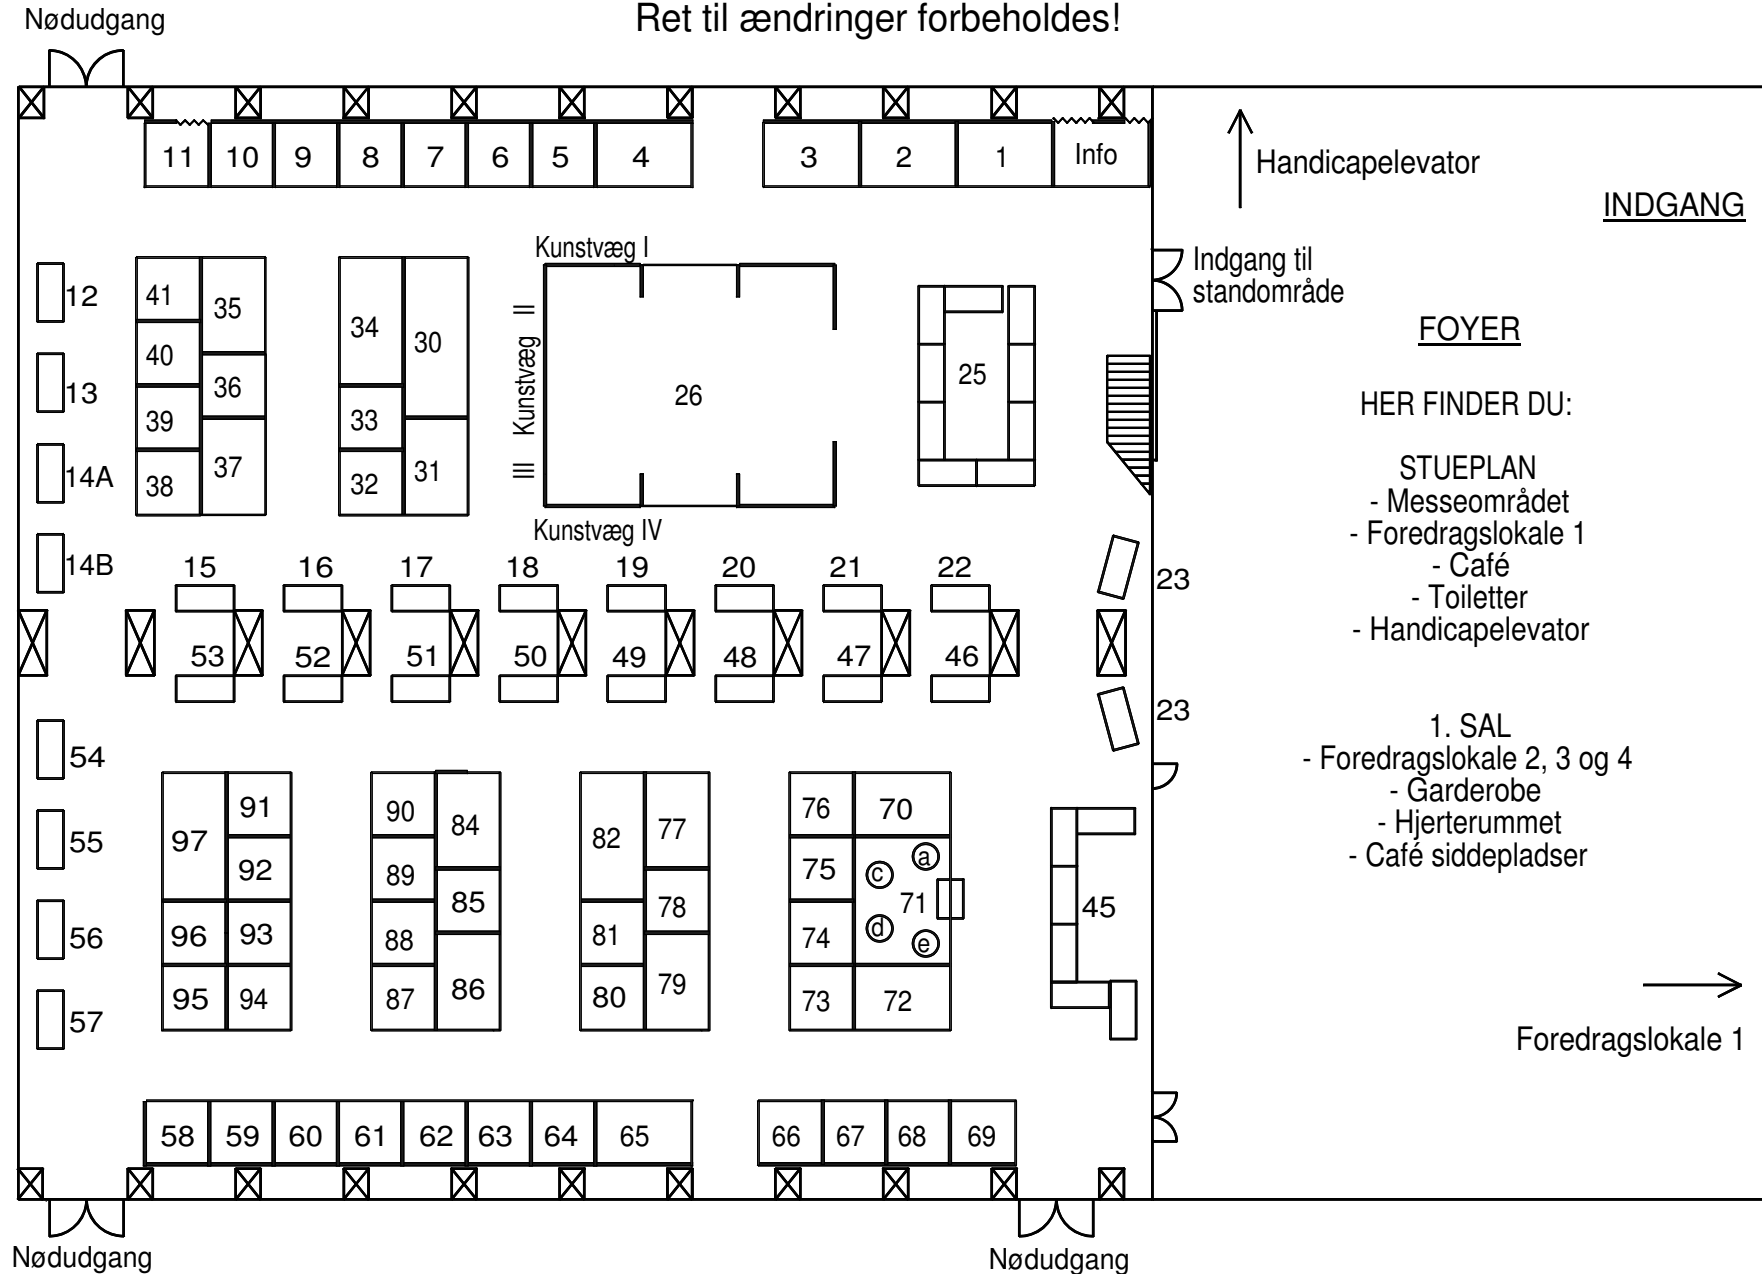 Nødudgang
Ret til ændringer forbeholdes!
11 10 9 8 7 6 5 4 3 2 1 Info
Handicapelevator
INDGANG
Indgang til
standområde
FOYER
HER FINDER DU:
STUEPLAN
- Messeområdet
- Foredragslokale 1
- Café
- Toiletter
- Handicapelevator
1. SAL
- Foredragslokale 2, 3 og 4
- Garderobe
- Hjerterummet
- Café siddepladser
Foredragslokale 1
12
13
14A
14B
41
40
39
38
35
36
37
34
33
32
30
31
Kunstvæg I
III Kunstvæg II
26
Kunstvæg IV
25
15 16 17 18 19 20 21 22
23
53 52 51 50 49 48 47 46
23
54
55
56
57
97
96
95
91
92
93
94
90
89
88
87
84
85
86
82
81
80
77
78
79
76
75
74
73
70
a
c
71
d
e
72
45
58 59 60 61 62 63 64 65 66 67 68 69
Nødudgang
Nødudgang